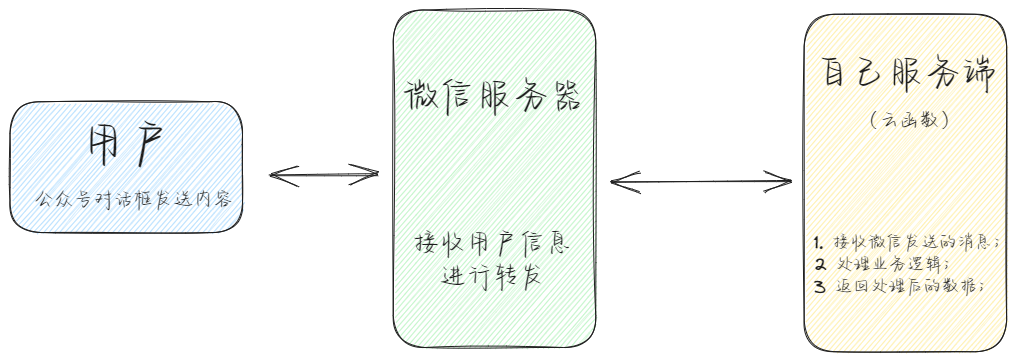 用户
公众号对话框发送内容
微信服务器
接收用户信息
进行转发
自己服务端
(云函数)
1. 接收微信发送的消息;
2 处理业务逻辑;
3 返回处理后的数据;